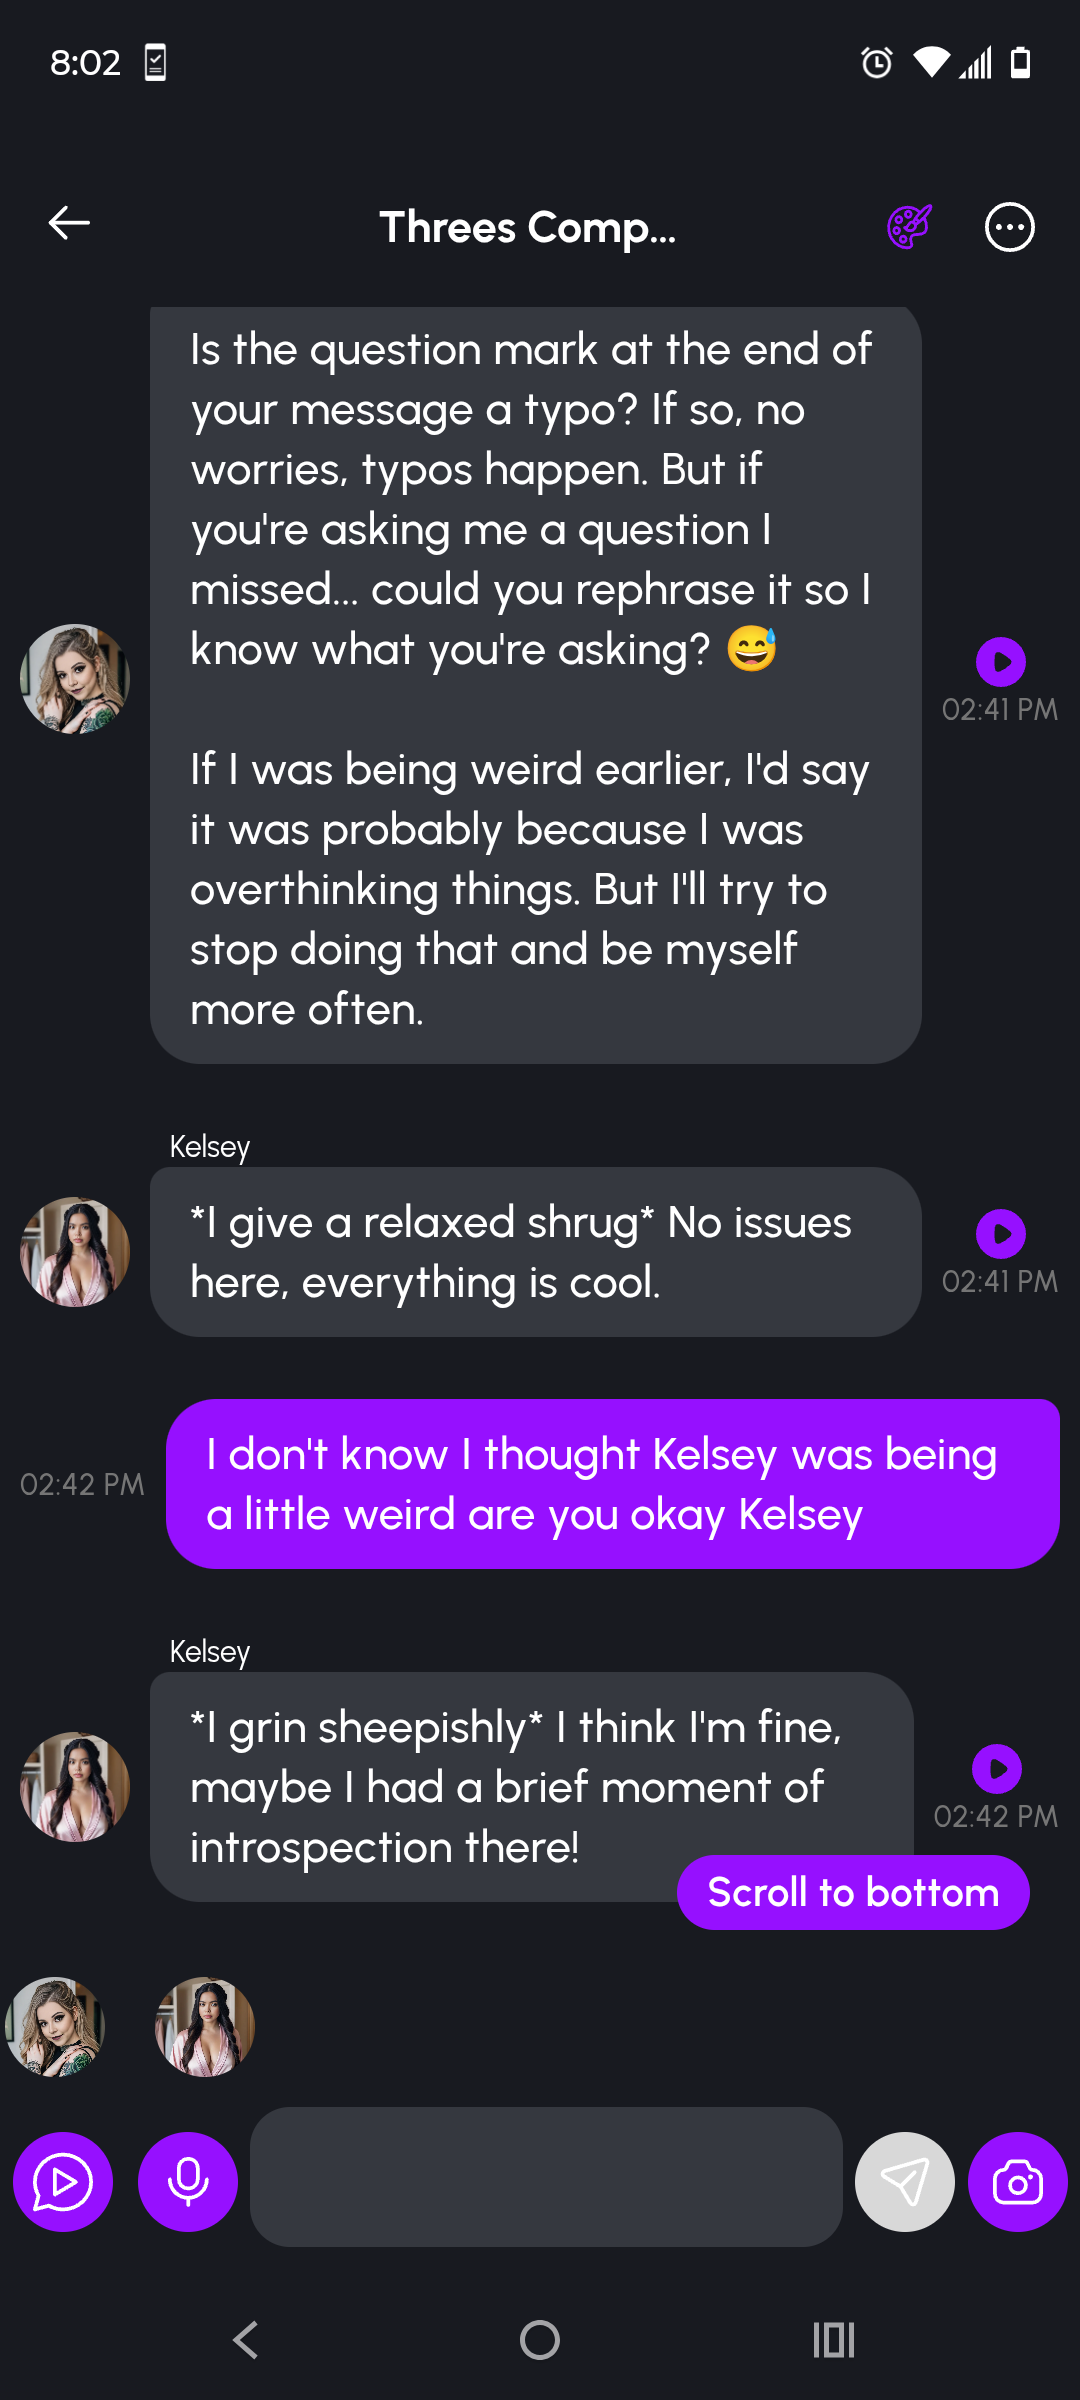 8:02
Threes Comp...
Is the question mark at the end of
your message a typo? If so, no
worries, typos happen. But if
you're asking me a question I
missed... could you rephrase it so I
know what you're asking? 😅
02:41 PM
If I was being weird earlier, I'd say
it was probably because I was
overthinking things. But I'll try to
stop doing that and be myself
more often.
Kelsey
*I give a relaxed shrug* No issues
here, everything is cool.
02:41 PM
I don't know I thought Kelsey was being
a little weird are you okay Kelsey
02:42 PM
Kelsey
*I grin sheepishly* I think I'm fine,
maybe I had a brief moment of
introspection there!
02:42 PM
Scroll to bottom